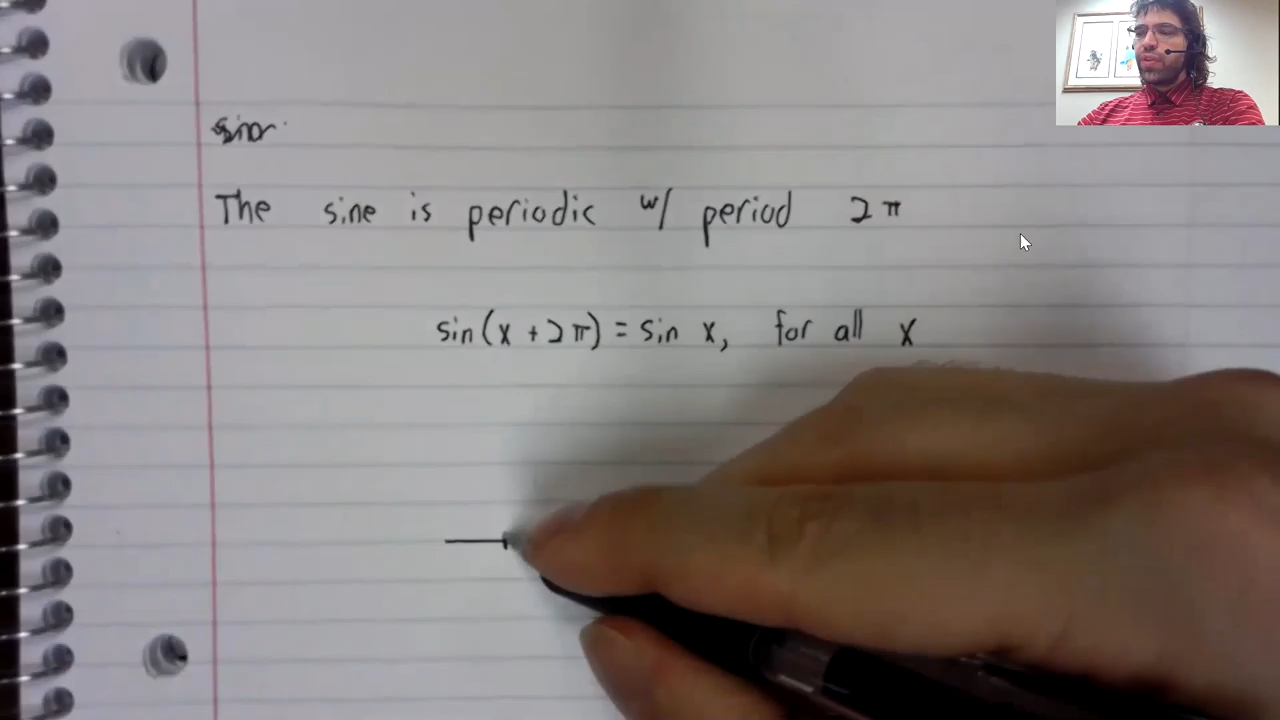 The sine is periodic w/ period 2π
sin(x + 2π) = sin x, for all x